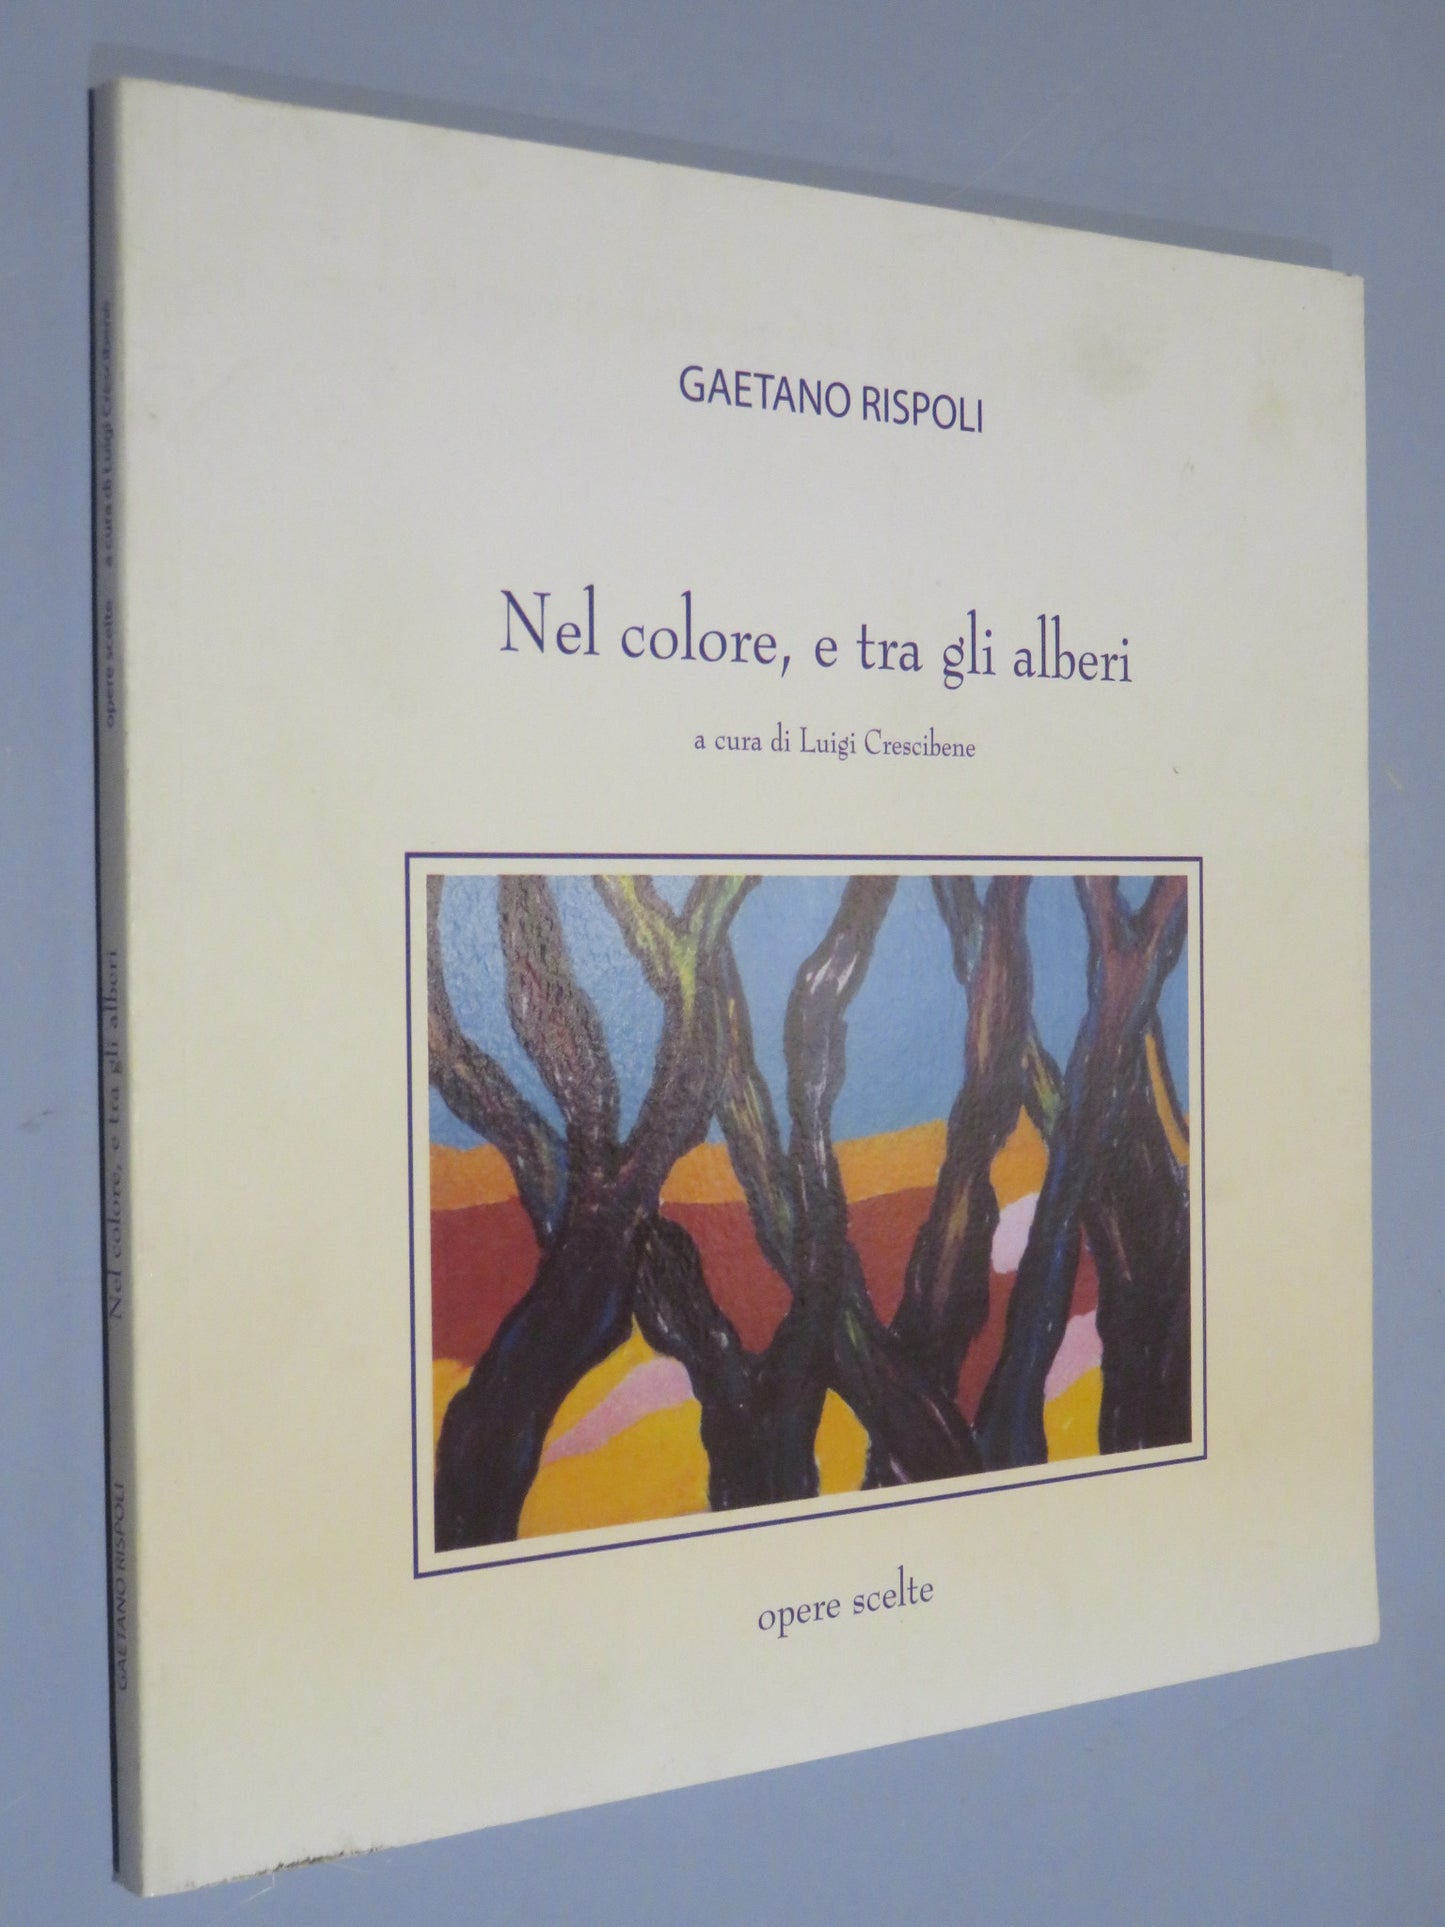 GAETANO RISPOLI
Nel colore, e tra gli alberi
a cura di Luigi Crescibene
opere scelte
GAETANO RISPOLI Nel colore, e tra gli alberi opere scelte a cura di Luigi Crescibene